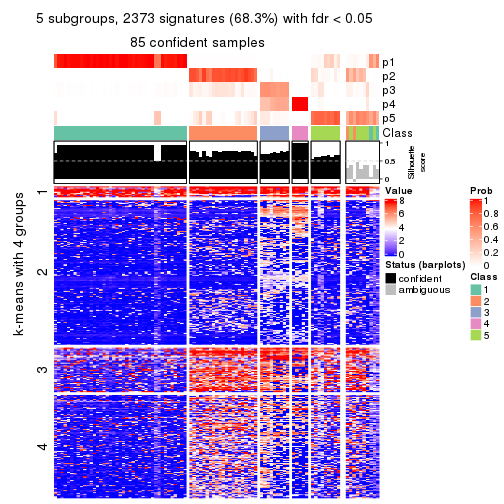 5 subgroups, 2373 signatures (68.3%) with fdr < 0.05
85 confident samples
p1
p2
p3
p4
p5
Class
1
0.5
0
Silhouette
score
k-means with 4 groups
1
2
3
4
Value
8
6
4
2
0
Status (barplots)
confident
ambiguous
Prob
1
0.8
0.6
0.4
0.2
0
Class
1
2
3
4
5